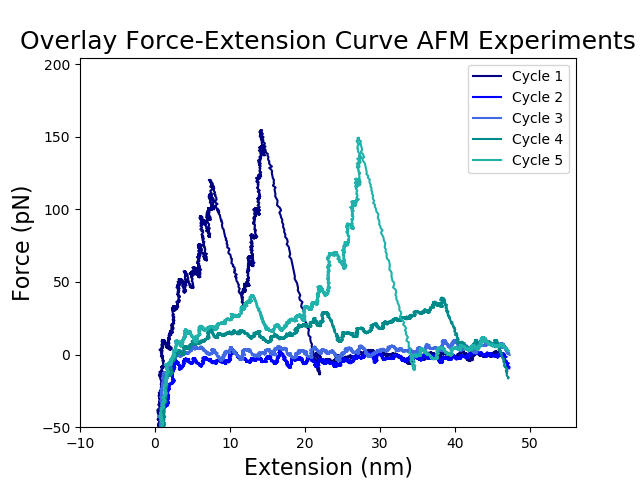 Overlay Force-Extension Curve AFM Experiments
200
150
100
50
0
−50
Force (pN)
−10
0
10
20
30
40
50
Extension (nm)
Cycle 1
Cycle 2
Cycle 3
Cycle 4
Cycle 5